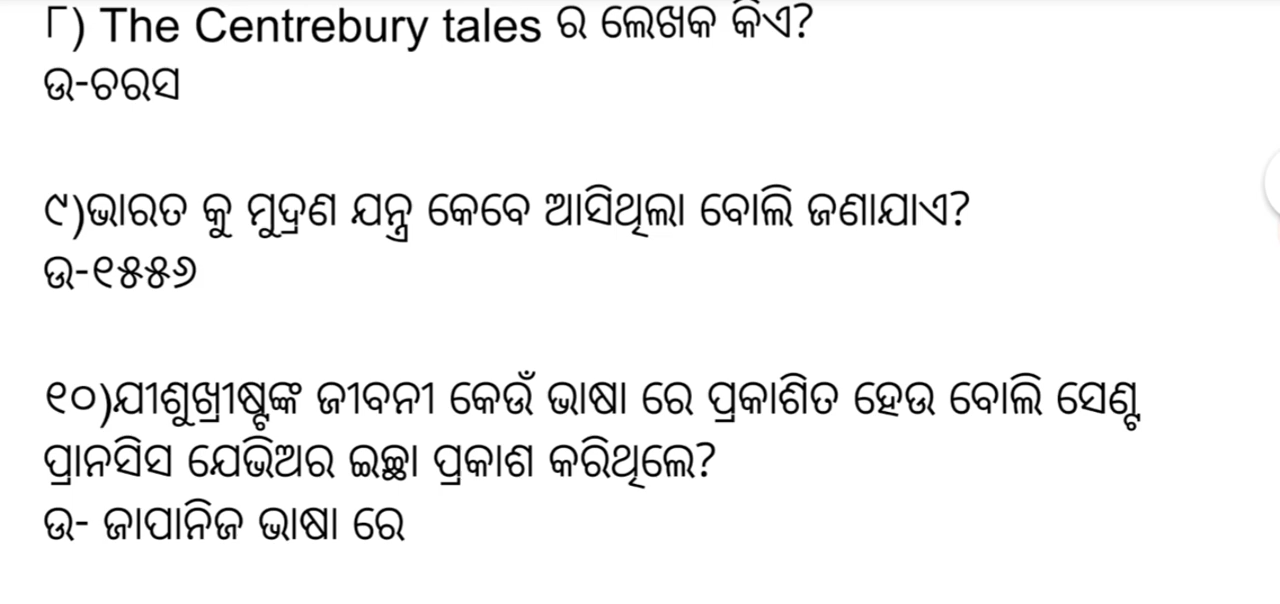 ୮) The Centrebury tales ର ଲେଖକ କିଏ?
ଉ-ଚରସ
୯)ଭାରତ କୁ ମୁଦ୍ରଣ ଯନ୍ତ୍ର କେବେ ଆସିଥିଲା ବୋଲି ଜଣାଯାଏ?
ଉ-୧୫୫୬
୧୦)ଯୀଶୁଖ୍ରୀଷ୍ଟଙ୍କ ଜୀବନୀ କେଉଁ ଭାଷା ରେ ପ୍ରକାଶିତ ହେଉ ବୋଲି ସେଣ୍ଟ
ପ୍ରାନସିସ ଯେଭିଅର ଇଚ୍ଛା ପ୍ରକାଶ କରିଥିଲେ?
ଉ- ଜାପାନିଜ ଭାଷା ରେ